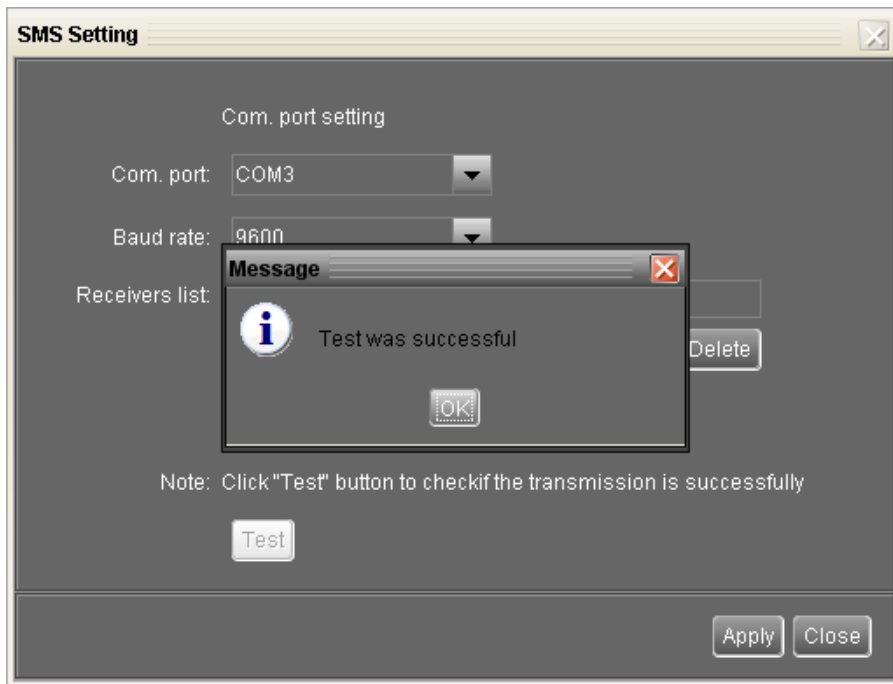 SMS Setting
Com. port setting
Com. port: COM3
Baud rate: 9600
Message
Receivers list:
Test was successful
Delete
OK
Note: Click "Test" button to checkif the transmission is successfully
Test
Apply Close